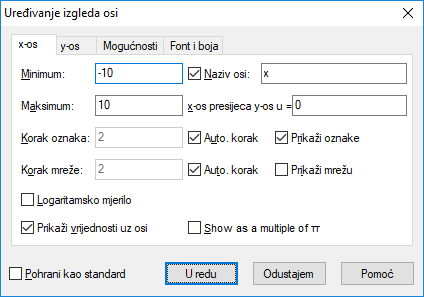 Uređivanje izgleda osi
x-os y-os Mogućnosti Font i boja
Minimum: -10 Naziv osi: x
Maksimum: 10 x-os presijeca y-os u = 0
Korak oznaka: 2 Auto. korak Prikaži oznake
Korak mreže: 2 Auto. korak Prikaži mrežu
Logaritamsko mjerilo
Prikaži vrijednosti uz osi Show as a multiple of π
Pohrani kao standard U redu Odustajem Pomoć